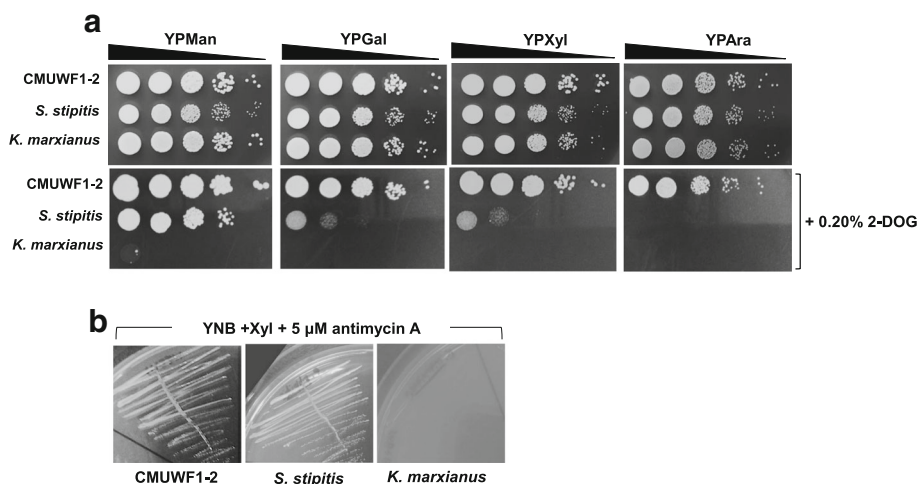 a
YPMan YPGal YPXyl YPAra
CMUWF1-2
S. stipitis
K. marxianus
CMUWF1-2
S. stipitis
K. marxianus
+ 0.20% 2-DOG
b
YNB +Xyl + 5 µM antimycin A
CMUWF1-2 S. stipitis K. marxianus